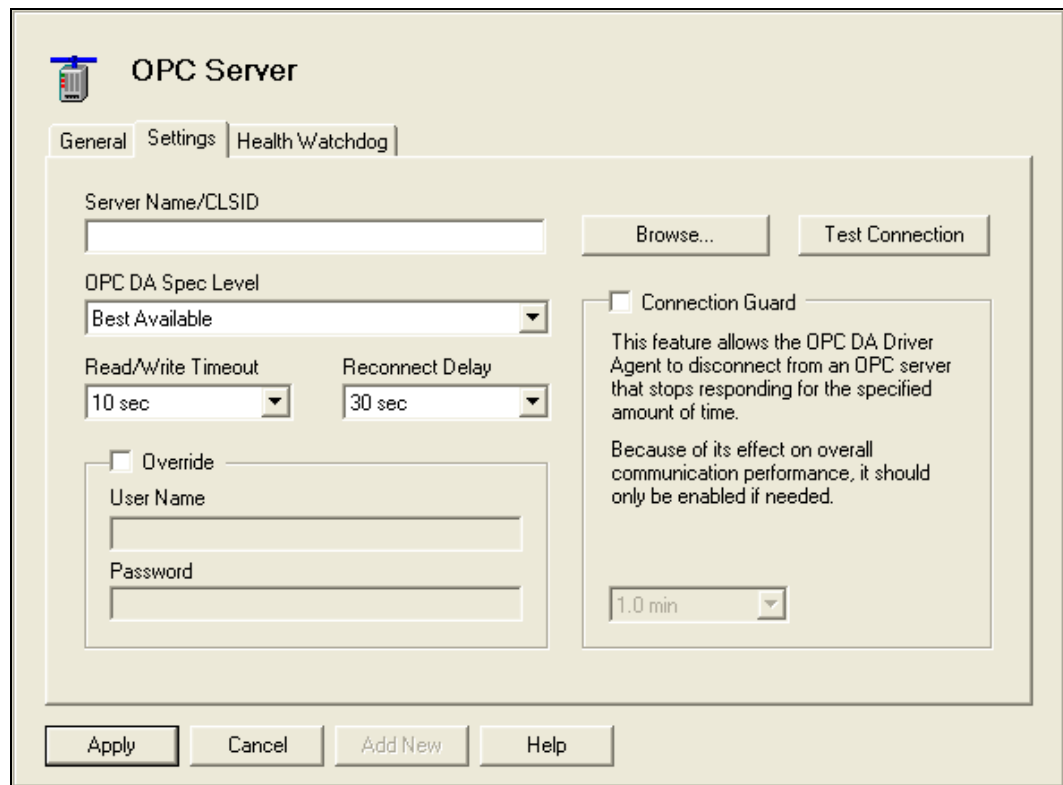 OPC Server
General
Settings
Health Watchdog
Server Name/CLSID
Browse...
Test Connection
OPC DA Spec Level
Best Available
Read/Write Timeout
Reconnect Delay
10 sec
30 sec
Override
User Name
Password
Connection Guard
This feature allows the OPC DA Driver
Agent to disconnect from an OPC server
that stops responding for the specified
amount of time.
Because of its effect on overall
communication performance, it should
only be enabled if needed.
1.0 min
Apply
Cancel
Add New
Help